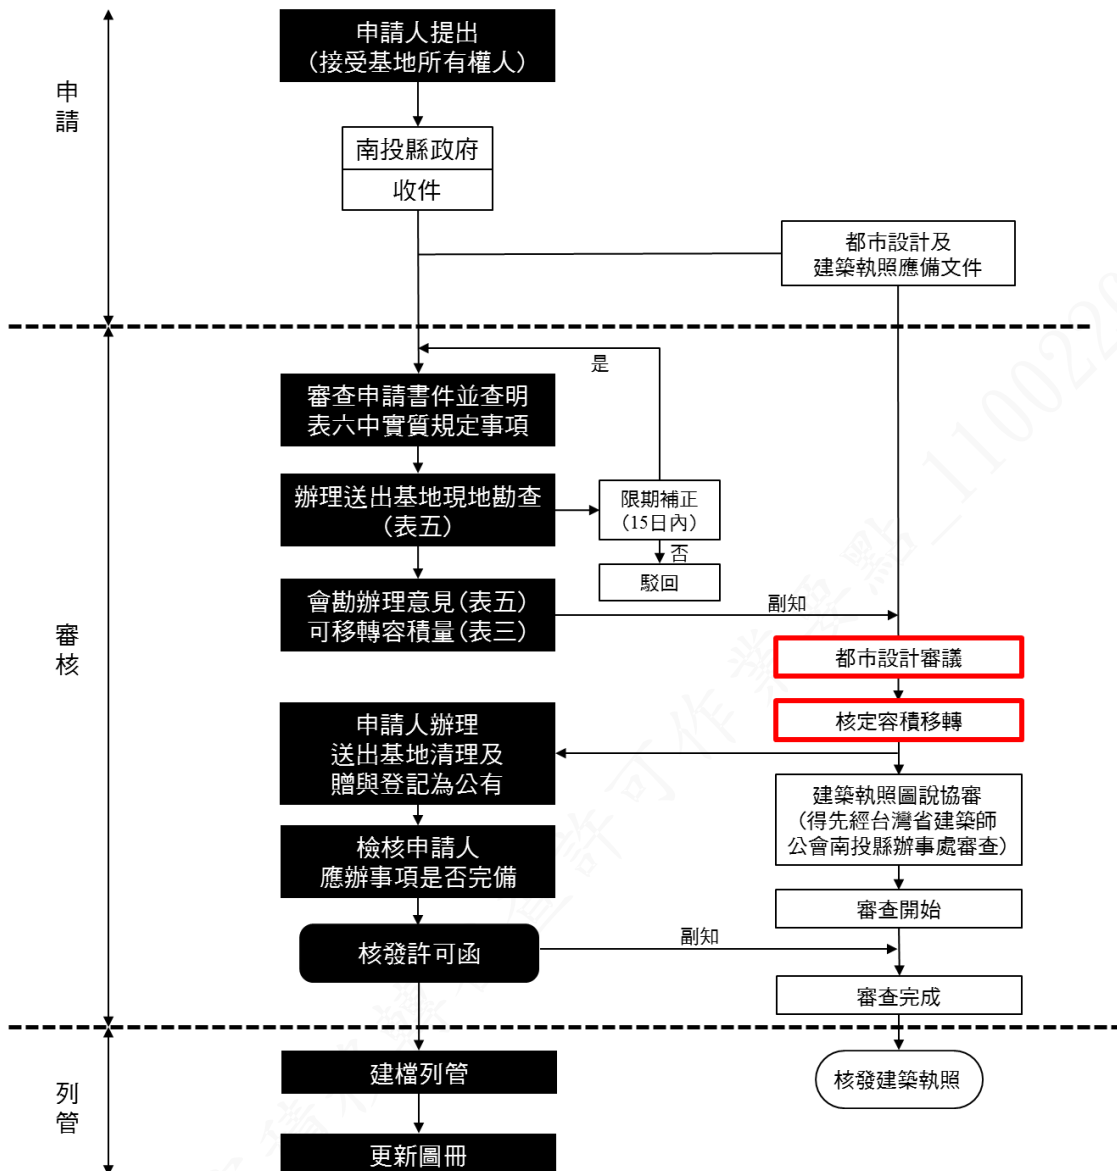 申請
申請人提出
(接受基地所有權人)
南投縣政府
收件
都市設計及
建築執照應備文件
審核
是
審查申請書件並查明
表六中實質規定事項
辦理送出基地現地勘查
(表五)
限期補正
(15日內)
否
駁回
會勘辦理意見(表五)
可移轉容積量(表三)
副知
都市設計審議
核定容積移轉
申請人辦理
送出基地清理及
贈與登記為公有
建築執照圖說協審
(得先經台灣省建築師
公會南投縣辦事處審查)
檢核申請人
應辦事項是否完備
審查開始
核發許可函
副知
審查完成
列管
建檔列管
核發建築執照
更新圖冊